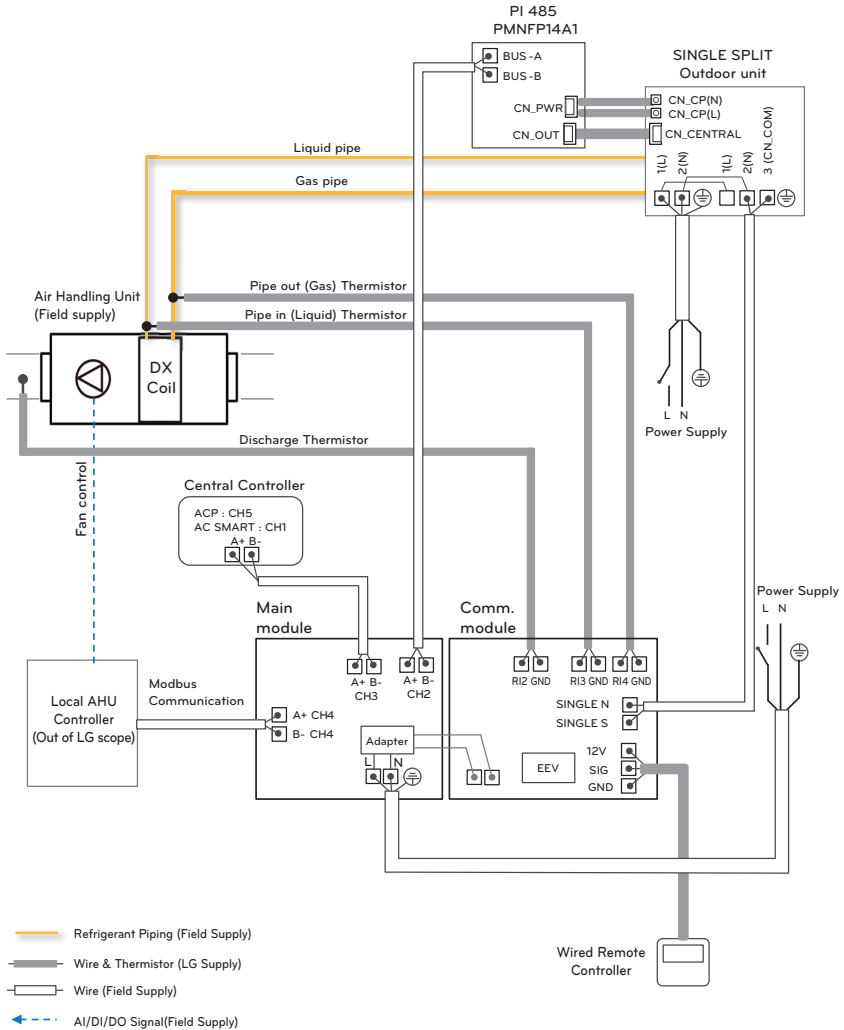 PI 485
PMNFP14A1
BUS-A
BUS-B
CN_PWR
CN_OUT
SINGLE SPLIT
Outdoor unit
CN_CP(N)
CN_CP(L)
CN_CENTRAL
1(L)
2(N)
1(L)
2(N)
3 (CN_COM)
Liquid pipe
Gas pipe
Pipe out (Gas) Thermistor
Pipe in (Liquid) Thermistor
Air Handling Unit
(Field supply)
DX
Coil
L N
Power Supply
Discharge Thermistor
Fan control
Central Controller
ACP : CH5
AC SMART : CH1
A+ B-
Main
module
Comm.
module
Power Supply
L N
A+ B-
CH3
A+ B-
CH2
RI2 GND
RI3 GND
RI4 GND
Local AHU
Controller
(Out of LG scope)
Modbus
Communication
A+ CH4
B- CH4
Adapter
L N
SINGLE N
SINGLE S
EEV
12V
SIG
GND
Wired Remote
Controller
Refrigerant Piping (Field Supply)
Wire & Thermistor (LG Supply)
Wire (Field Supply)
AI/DI/DO Signal(Field Supply)